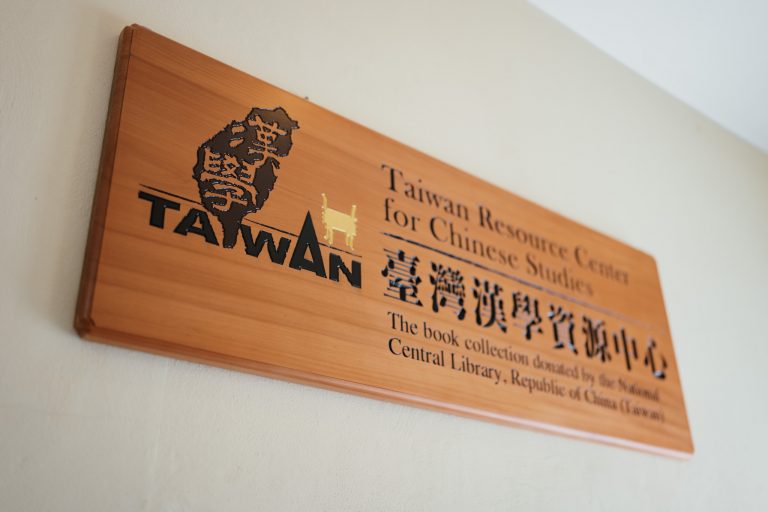 漢學
TAIWAN
Taiwan Resource Center
for Chinese Studies
臺灣漢學資源中心
The book collection donated by the National
Central Library, Republic of China (Taiwan)